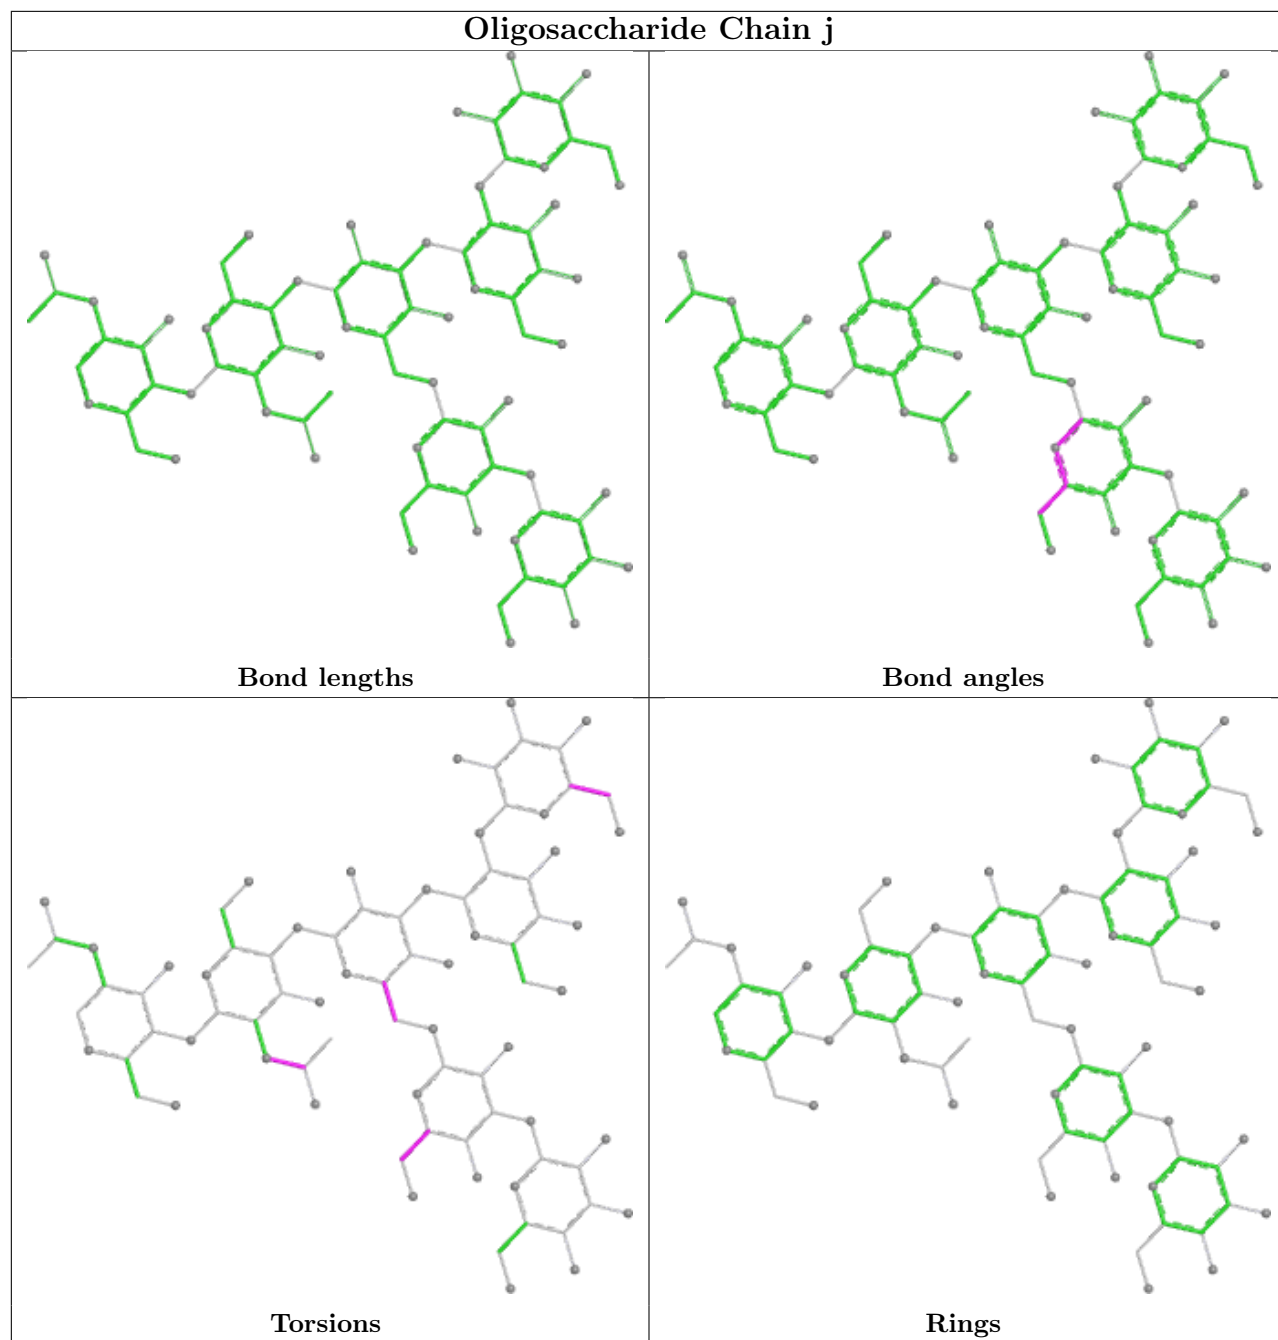 Oligosaccharide Chain j
Bond lengths
Bond angles
Torsions
Rings